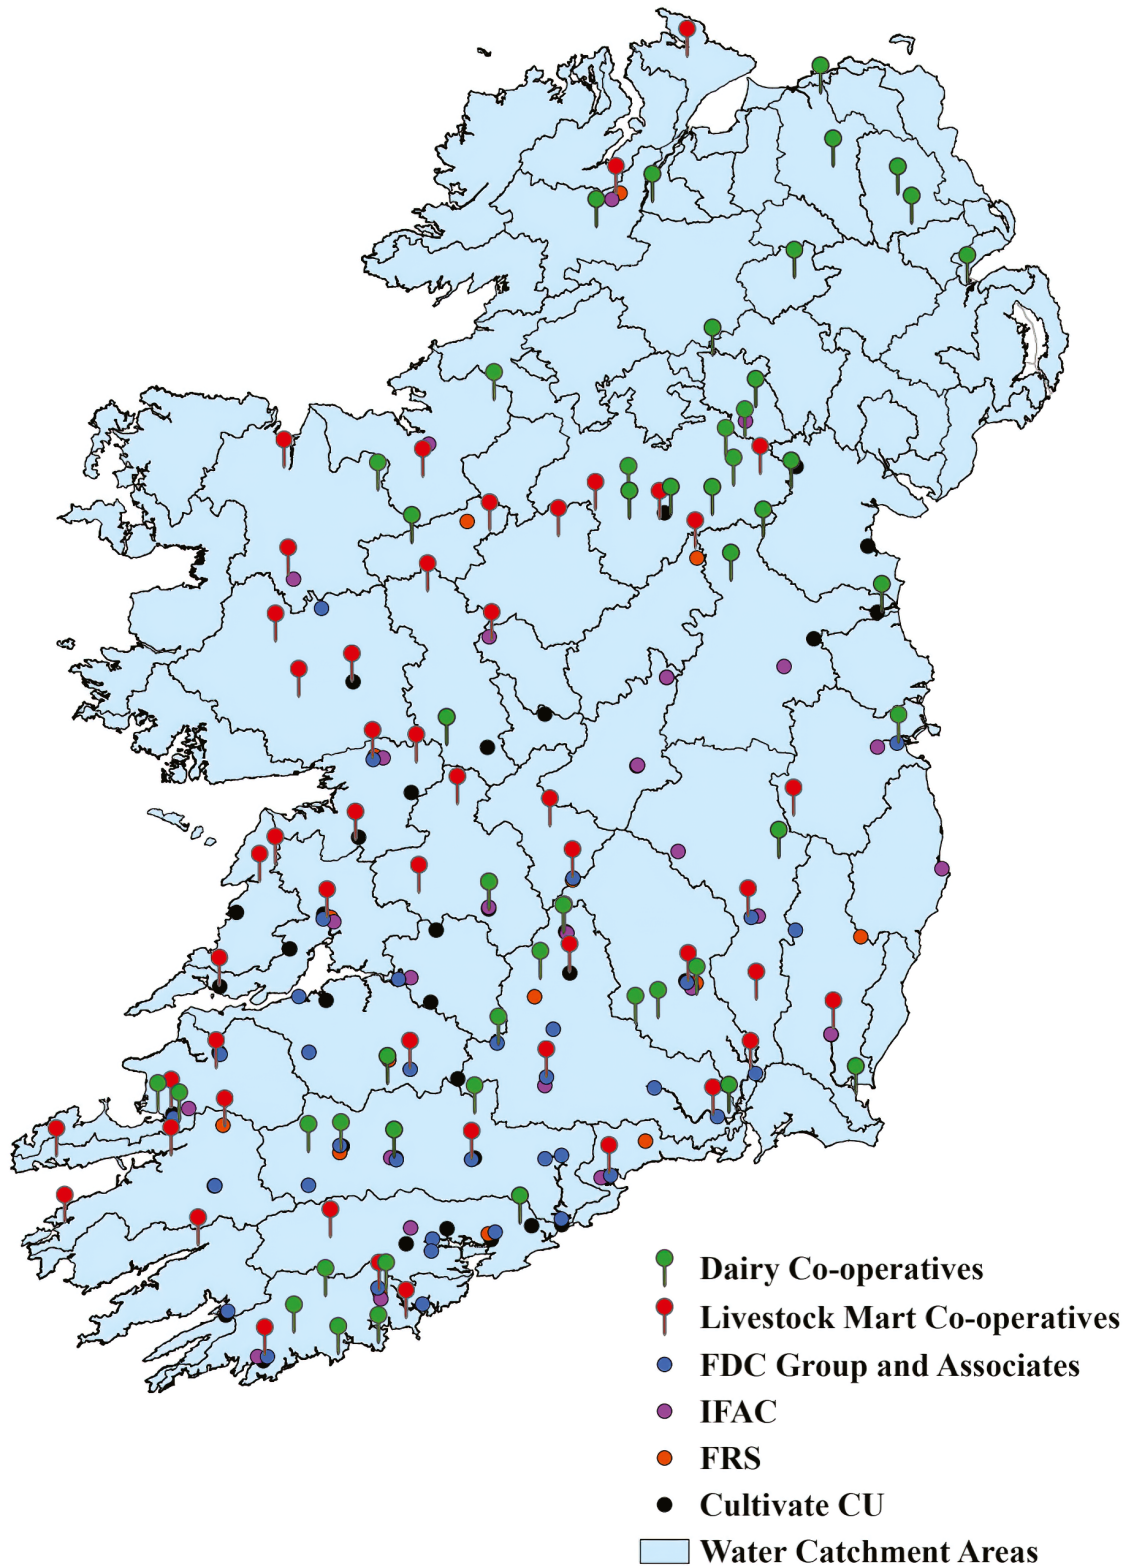 Dairy Co-operatives
Livestock Mart Co-operatives
FDC Group and Associates
IFAC
FRS
Cultivate CU
Water Catchment Areas